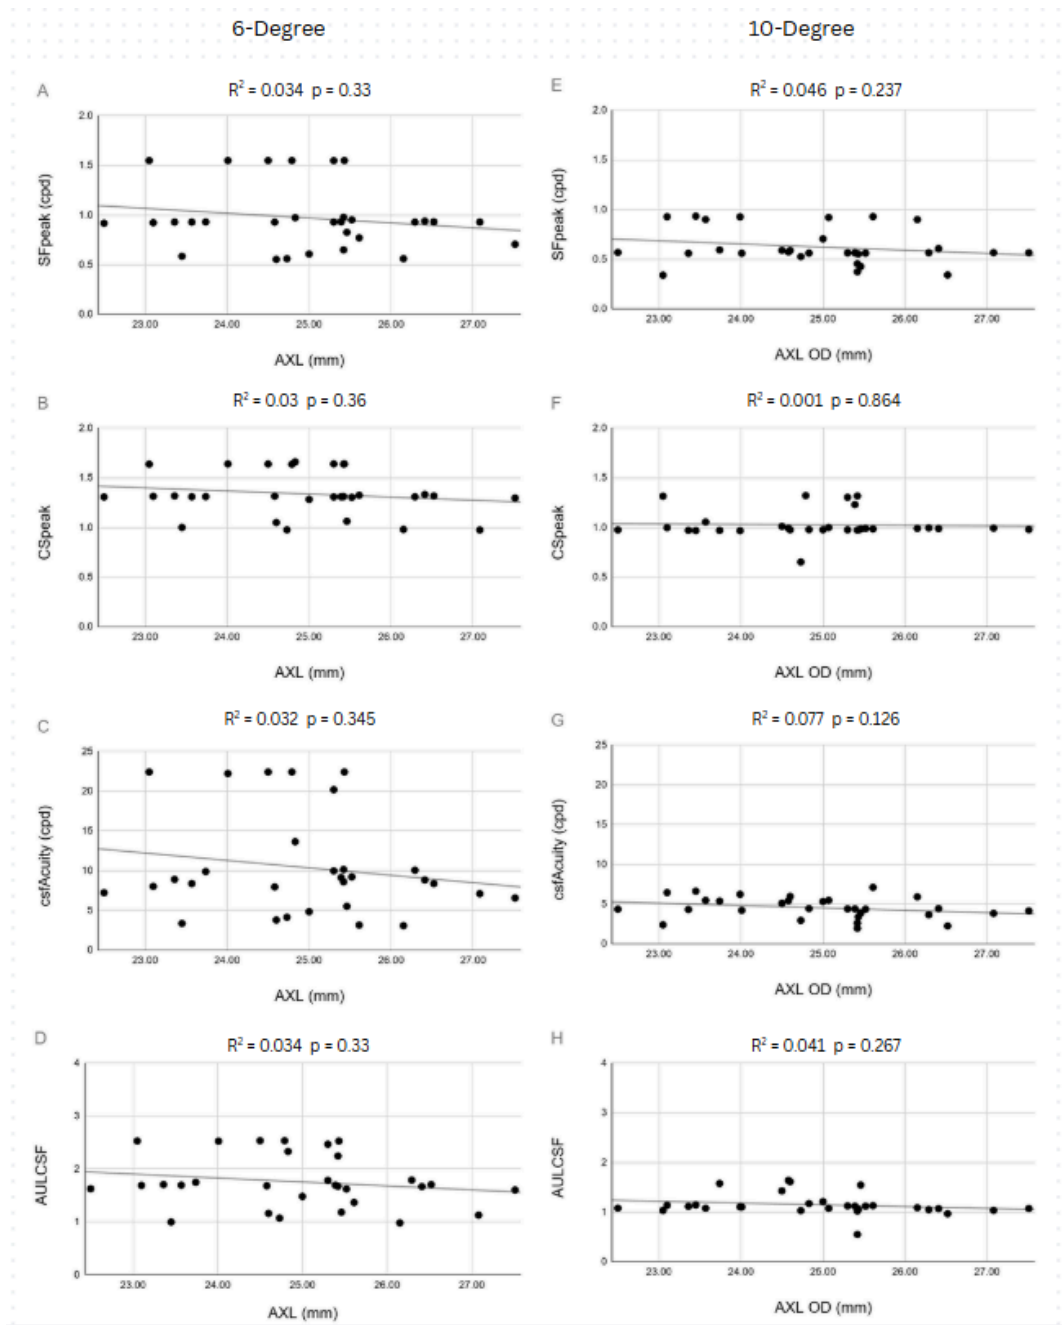 6-Degree
10-Degree
A
R² = 0.034 p = 0.33
2.0
1.5
1.0
0.5
0.0
SFpeak (cpd)
23.00 24.00 25.00 26.00 27.00
AXL (mm)
E
R² = 0.046 p = 0.237
2.0
1.5
1.0
0.5
0.0
SFpeak (cpd)
23.00 24.00 25.00 26.00 27.00
AXL OD (mm)
B
R² = 0.03 p = 0.36
2.0
1.5
1.0
0.5
0.0
CSpeak
23.00 24.00 25.00 26.00 27.00
AXL (mm)
F
R² = 0.001 p = 0.864
2.0
1.5
1.0
0.5
0.0
CSpeak
23.00 24.00 25.00 26.00 27.00
AXL OD (mm)
C
R² = 0.032 p = 0.345
25
20
15
10
5
0
csfAcuity (cpd)
23.00 24.00 25.00 26.00 27.00
AXL (mm)
G
R² = 0.077 p = 0.126
25
20
15
10
5
0
csfAcuity (cpd)
23.00 24.00 25.00 26.00 27.00
AXL OD (mm)
D
R² = 0.034 p = 0.33
4
3
2
1
0
AULCSF
23.00 24.00 25.00 26.00 27.00
AXL (mm)
H
R² = 0.041 p = 0.267
4
3
2
1
0
AULCSF
23.00 24.00 25.00 26.00 27.00
AXL OD (mm)